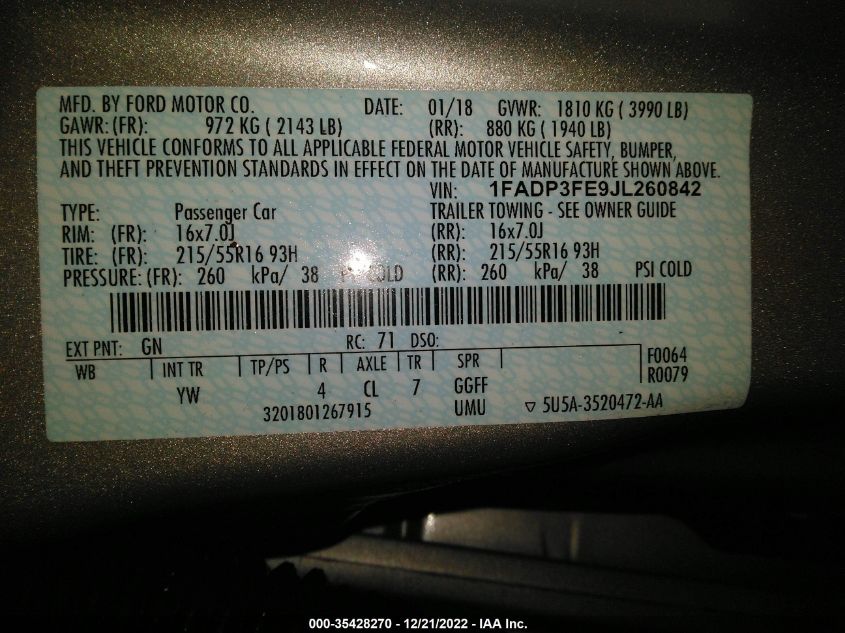 MFD. BY FORD MOTOR CO. DATE: 01/18 GVWR: 1810 KG ( 3990 LB)
GAWR: (FR): 972 KG ( 2143 LB) (RR): 880 KG ( 1940 LB)
THIS VEHICLE CONFORMS TO ALL APPLICABLE FEDERAL MOTOR VEHICLE SAFETY, BUMPER,
AND THEFT PREVENTION STANDARDS IN EFFECT ON THE DATE OF MANUFACTURE SHOWN ABOVE.
VIN: 1FADP3FE9JL260842
TYPE: Passenger Car TRAILER TOWING - SEE OWNER GUIDE
RIM: (FR): 16x7.0J (RR): 16x7.0J
TIRE: (FR): 215/55R16 93H (RR): 215/55R16 93H
PRESSURE: (FR): 260 kPa/ 38 PSI COLD (RR): 260 kPa/ 38 PSI COLD
EXT PNT: GN RC: 71 DSO:
WB INT TR TP/PS R AXLE TR SPR F0064
YW 4 CL 7 GGFF R0079
3201801267915 UMU ▽ 5U5A-3520472-AA
000-35428270 - 12/21/2022 - IAA Inc.